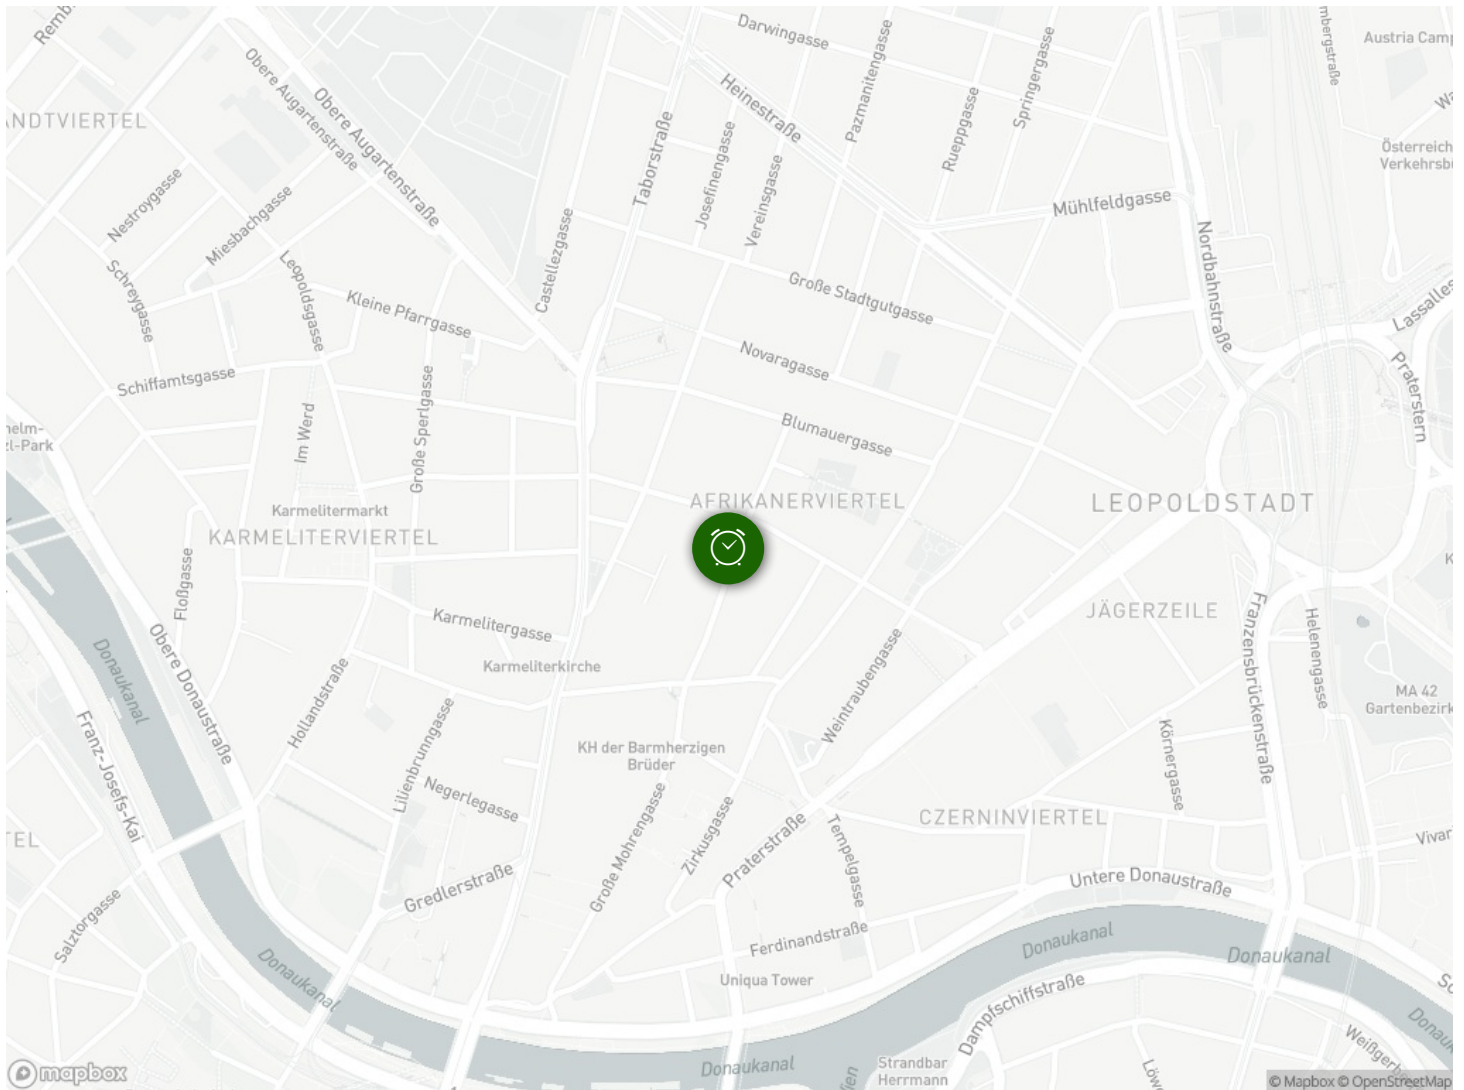 Darwingasse
Austria Camp
Heinestraße
Pazmanitengasse
Springergasse
Rueppgasse
Obere Augartenstraße
Obere Augartenstraße
Taborstraße
Josefinengasse
Vereinsgasse
Österreich
Verkehrsbü
Nestroygasse
Miesbachgasse
Mühlfeldgasse
Nordbahnstraße
Castellezgasse
Schreygasse
Leopoldsgasse
Kleine Pfarrgasse
Große Stadtgutgasse
Lassalles
Novaragasse
Praterstern
Schiffamtsgasse
Große Sperlgasse
Im Werd
Blumauergasse
AFRIKANERVIERTEL
LEOPOLDSTADT
Karmelitermarkt
KARMELITERVIERTEL
Floßgasse
JÄGERZEILE
Karmelitergasse
Karmeliterkirche
Weintraubengasse
Franzensbrückenstraße
Helenengasse
Donaukanal
Obere Donaustraße
Hollandstraße
MA 42
Gartenbezirk
Franz-Josefs-Kai
Lilienbrunngasse
KH der Barmherzigen
Brüder
Körnergasse
Negerlegasse
Große Mohrengasse
Zirkusgasse
Praterstraße
Tempelgasse
CZERNINVIERTEL
Vivar
Gredlerstraße
Untere Donaustraße
Salztorgasse
Ferdinandstraße
Donaukanal
Donaukanal
Donaukanal
Uniqua Tower
Dampfschiffstraße
Donaukanal
Strandbar
Herrmann
Weißgerbe
mapbox
© Mapbox © OpenStreetMap